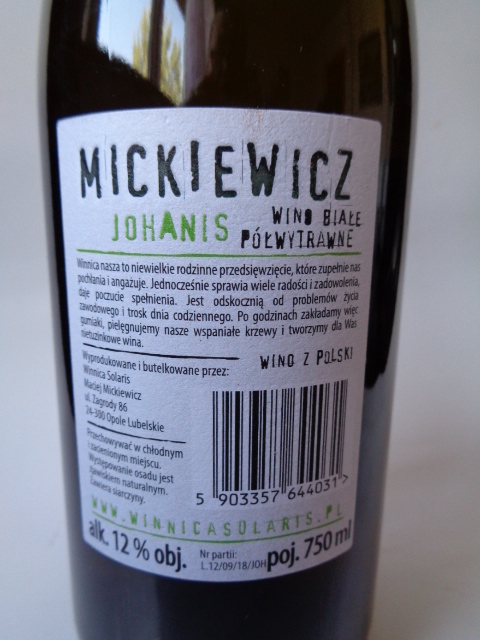 MICKIEWICZ
JOHANIS
WINO BIAŁE
PÓŁWYTRAWNE
Winnica nasza to niewielkie rodzinne przedsięwzięcie, które zupełnie nas
pochłania i angażuje. Jednocześnie sprawia wiele radości i zadowolenia,
daje poczucie spełnienia. Jest odskocznią od problemów życia
zawodowego i trosk dnia codziennego. Po godzinach zakładamy więc
gumiaki, pielęgnujemy nasze wspaniałe krzewy i tworzymy dla Was
nietuzinkowe wina.
WINO Z POLSKI
Wyprodukowane i butelkowane przez:
Winnica Solaris
Maciej Mickiewicz
ul. Zagrody 86
24-300 Opole Lubelskie
Przechowywać w chłodnym
i zacienionym miejscu.
Występowanie osadu jest
zjawiskiem naturalnym.
Zawiera siarczyny.
5 903357 644031 >
WWW.WINNICASOLARIS.PL
alk. 12 % obj.
Nr partii:
L.12/09/18/JOH
poj. 750 ml